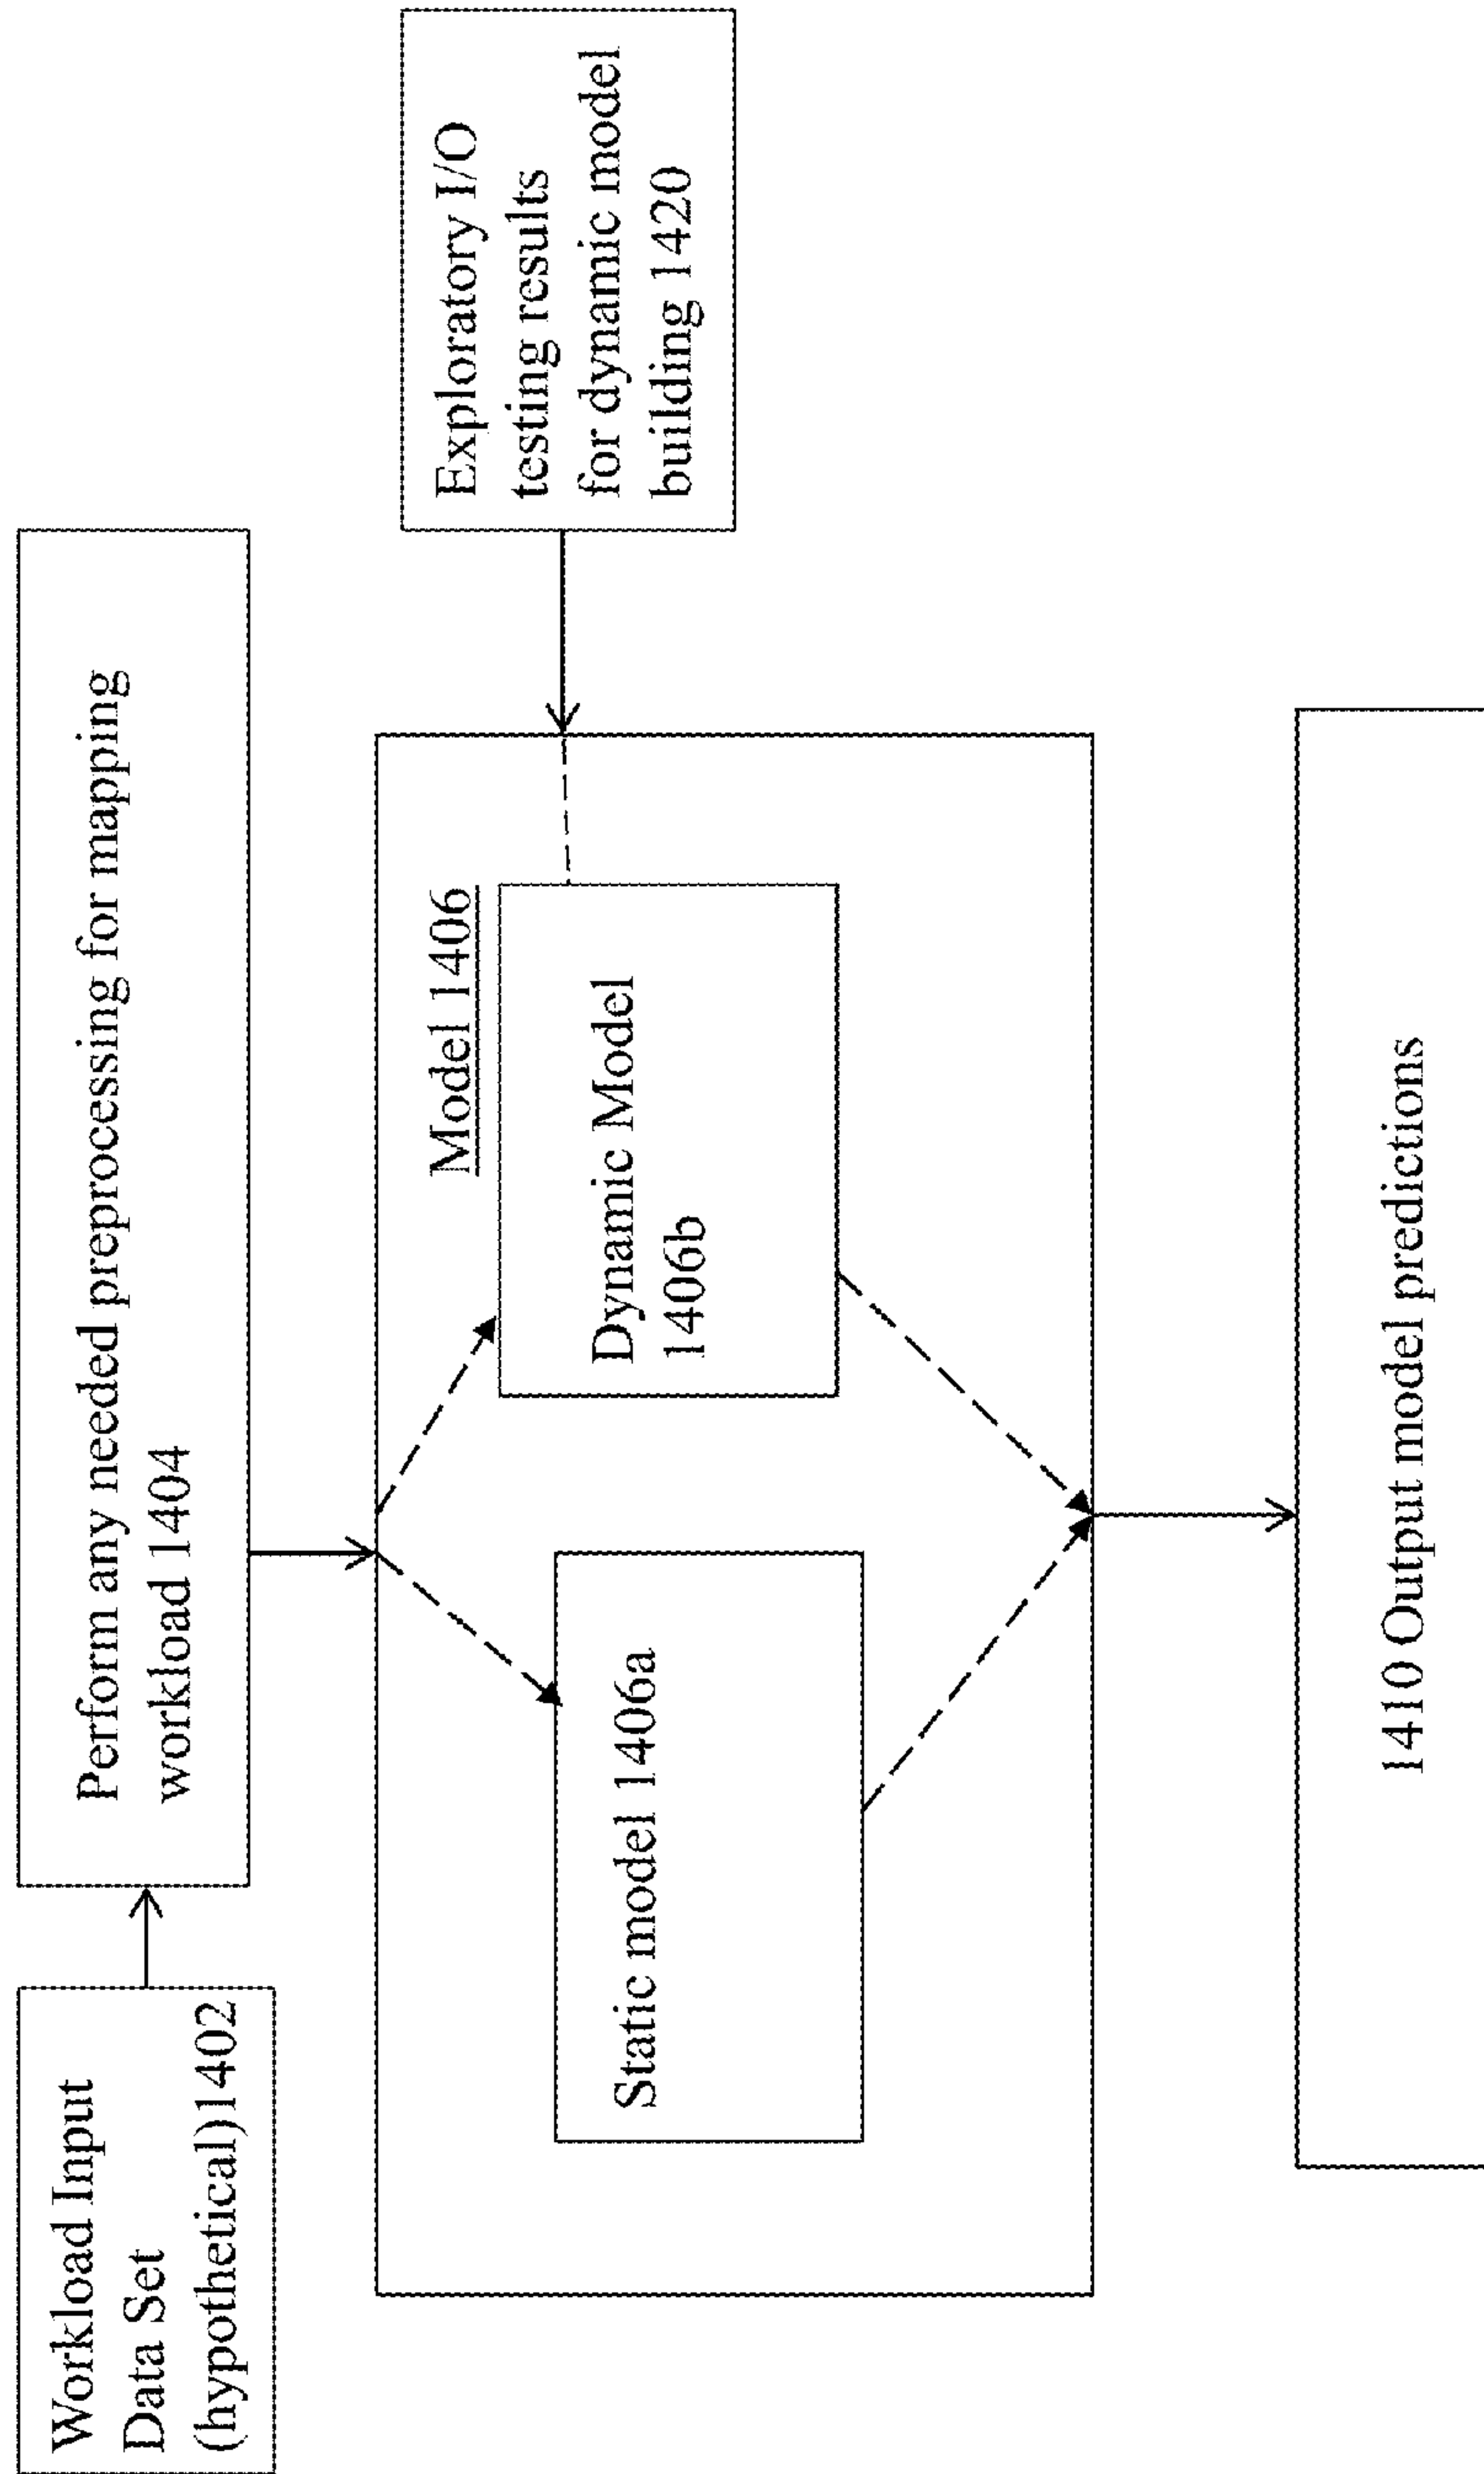 Workload Input
Data Set
(hypothetical)1402
Perform any needed preprocessing for mapping
workload 1404
Model 1406
Static model 1406a
Dynamic Model
1406b
Exploratory I/O
testing results
for dynamic model
building 1420
1410 Output model predictions